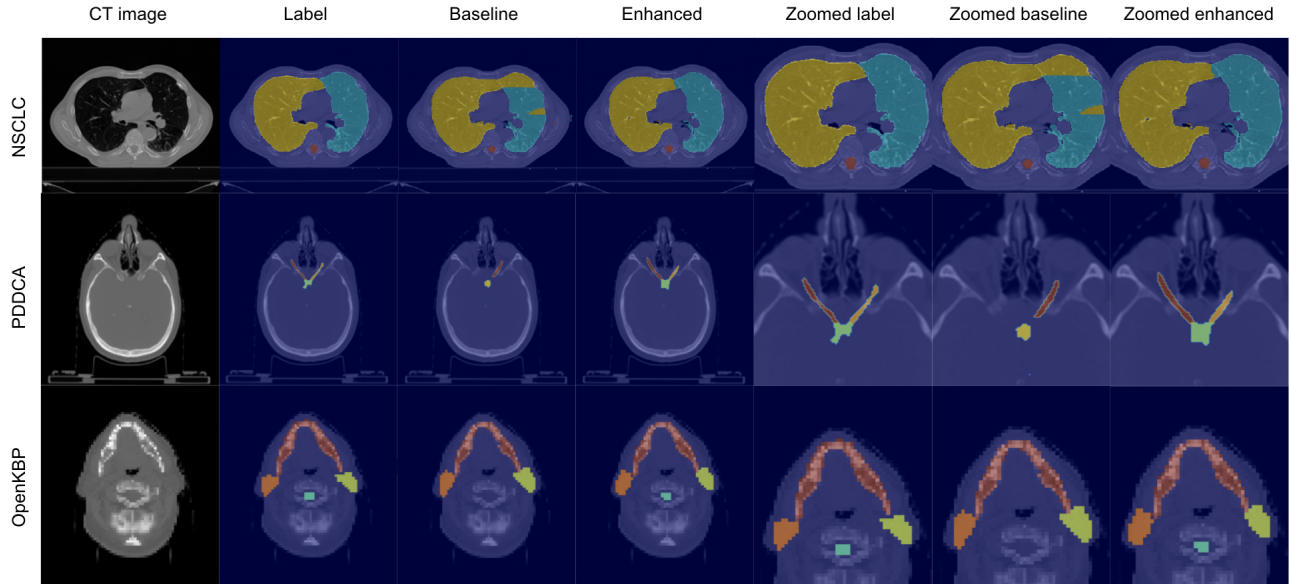 CT image Label Baseline Enhanced Zoomed label Zoomed baseline Zoomed enhanced
NSCLC
PDDCA
OpenKBP